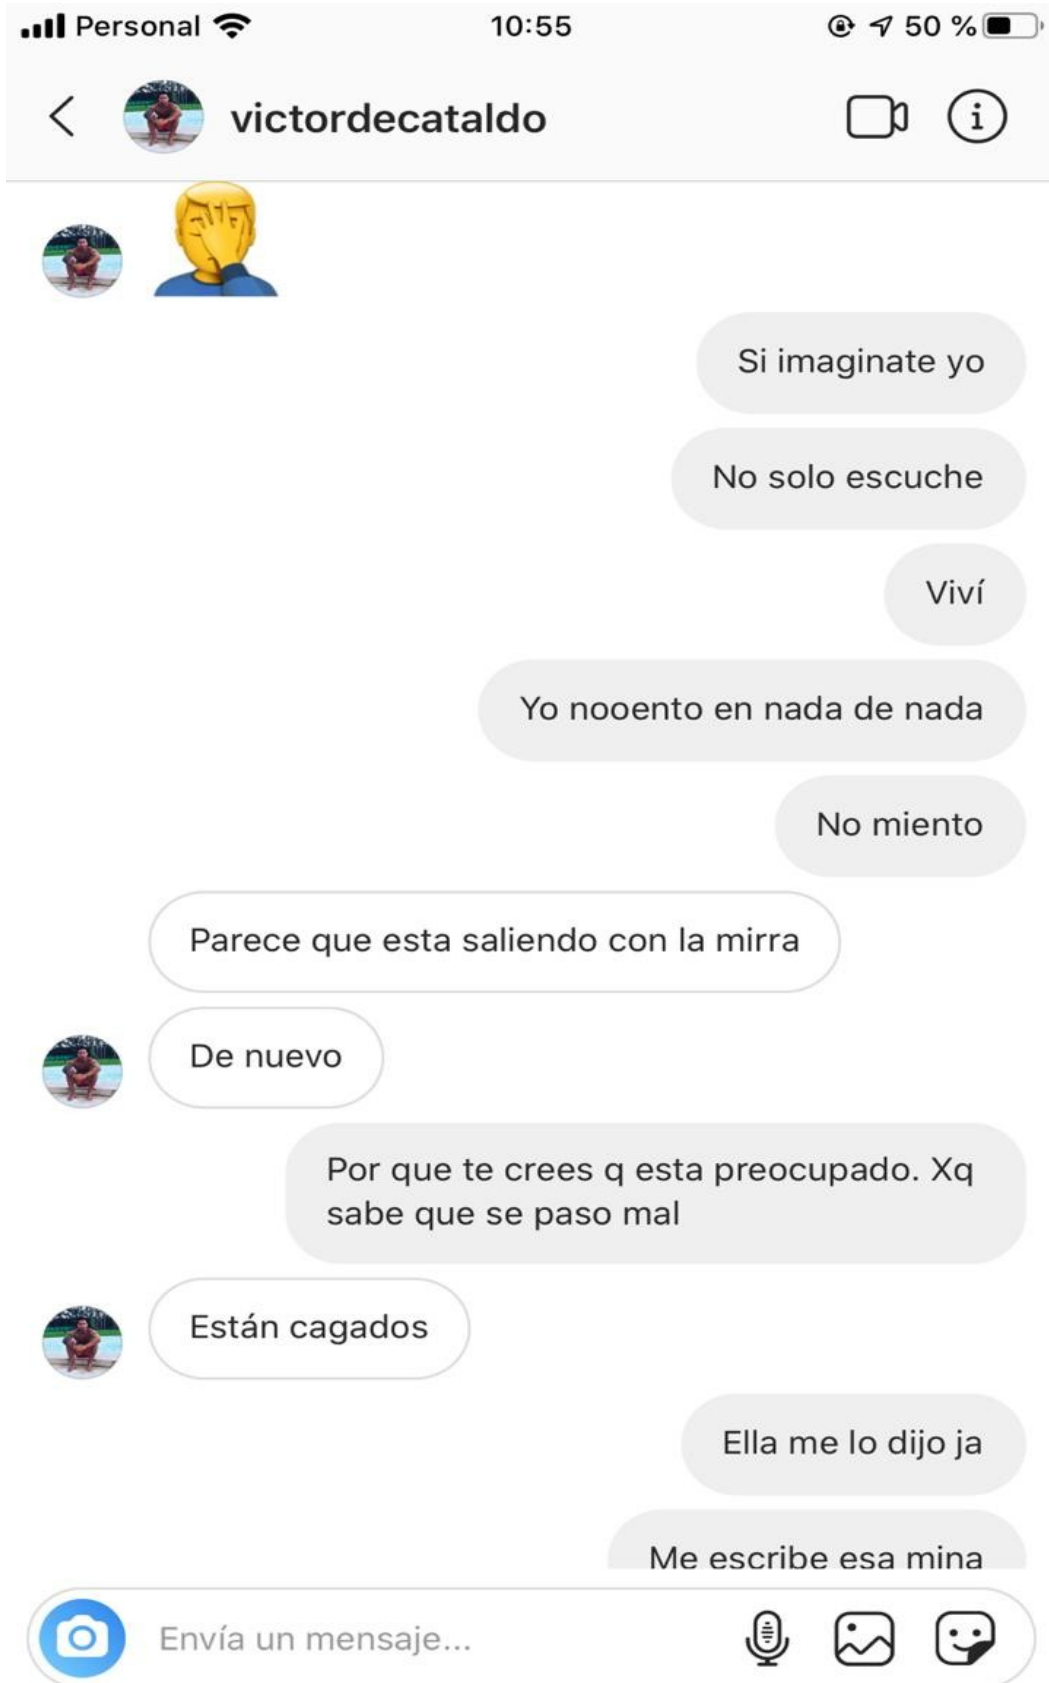 Personal
10:55
50 %
victordecataldo
Si imaginate yo
No solo escuche
Viví
Yo nooento en nada de nada
No miento
Parece que esta saliendo con la mirra
De nuevo
Por que te crees q esta preocupado. Xq
sabe que se paso mal
Están cagados
Ella me lo dijo ja
Me escribe esa mina
Envía un mensaje...